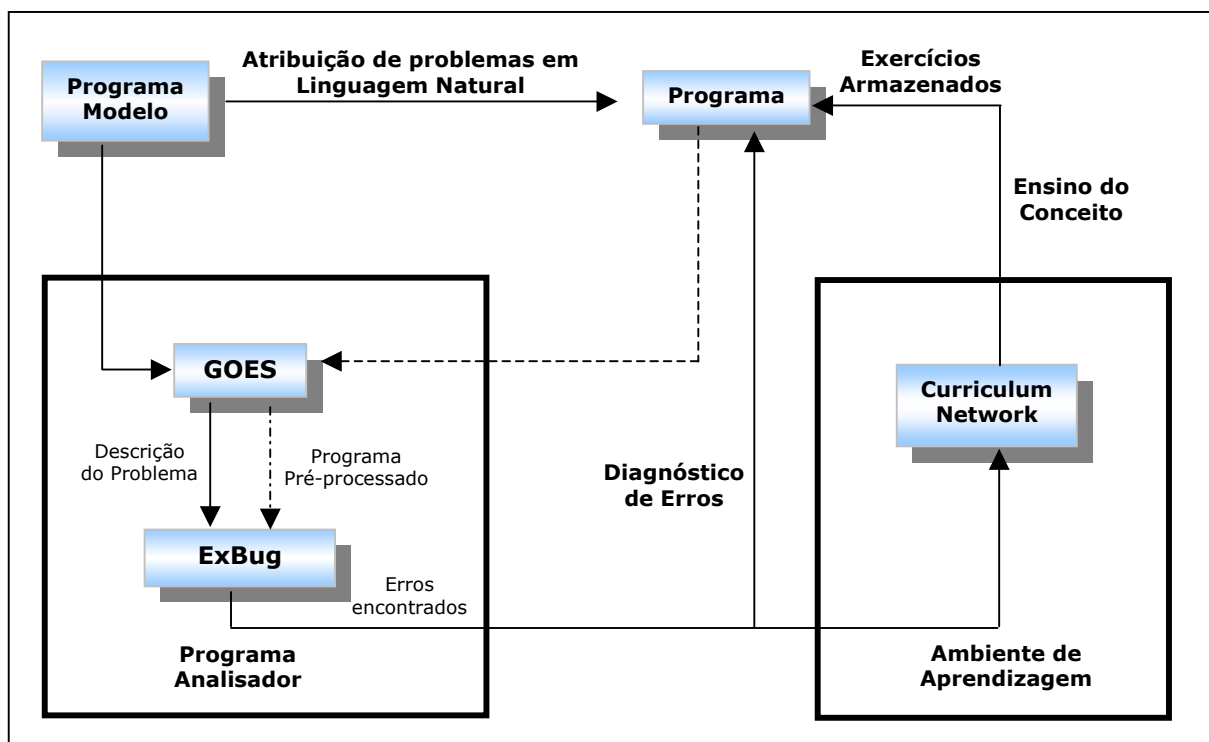 Programa
Modelo
Atribuição de problemas em
Linguagem Natural
Programa
Exercícios
Armazenados
Ensino do
Conceito
GOES
Descrição
do Problema
Programa
Pré-processado
ExBug
Erros
encontrados
Programa
Analisador
Diagnóstico
de Erros
Curriculum
Network
Ambiente de
Aprendizagem